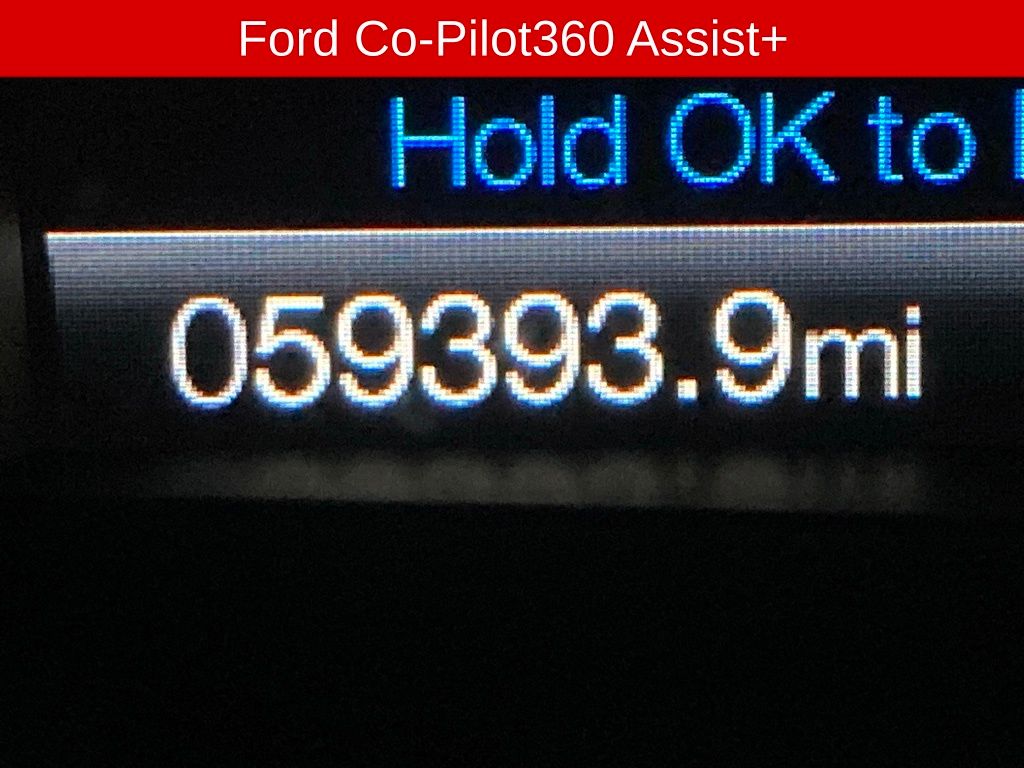 Ford Co-Pilot360 Assist+
Hold OK to
059393.9mi